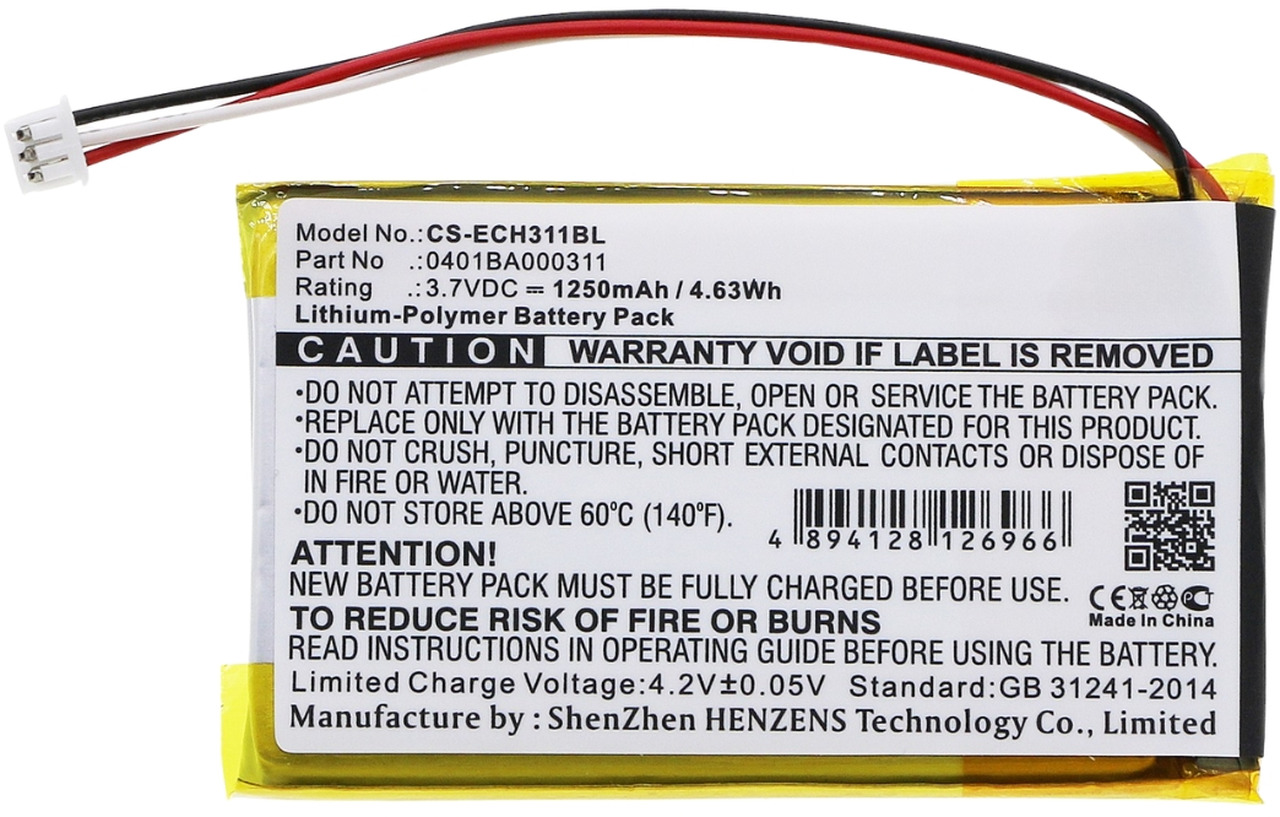 Model No.:CS-ECH311BL
Part No .:0401BA000311
Rating .:3.7VDC ⎓ 1250mAh / 4.63Wh
Lithium-Polymer Battery Pack
CAUTION WARRANTY VOID IF LABEL IS REMOVED
•DO NOT ATTEMPT TO DISASSEMBLE, OPEN OR SERVICE THE BATTERY PACK.
•REPLACE ONLY WITH THE BATTERY PACK DESIGNATED FOR THIS PRODUCT.
•DO NOT CRUSH, PUNCTURE, SHORT EXTERNAL CONTACTS OR DISPOSE OF
IN FIRE OR WATER.
•DO NOT STORE ABOVE 60°C (140°F).
4 894128 126966
ATTENTION!
NEW BATTERY PACK MUST BE FULLY CHARGED BEFORE USE.
CE PCT
Made In China
TO REDUCE RISK OF FIRE OR BURNS
READ INSTRUCTIONS IN OPERATING GUIDE BEFORE USING THE BATTERY.
Limited Charge Voltage:4.2V±0.05V Standard:GB 31241-2014
Manufacture by : ShenZhen HENZENS Technology Co., Limited